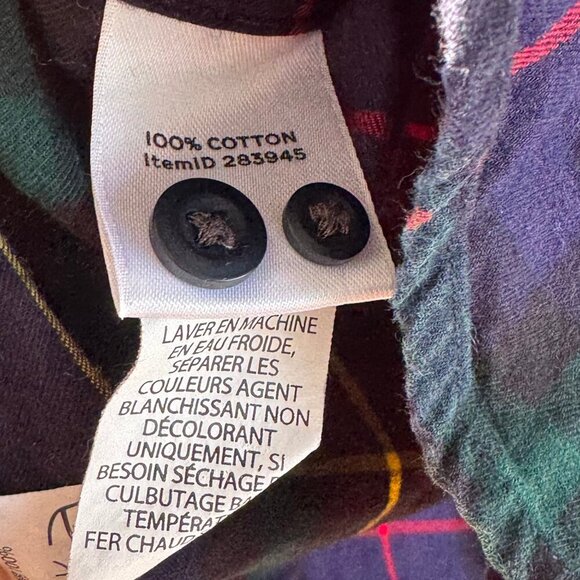 100% COTTON
ItemID 283945
LAVER EN MACHINE
EN EAU FROIDE,
SÉPARER LES
COULEURS AGENT
BLANCHISSANT NON
DÉCOLORANT
UNIQUEMENT, SI
BESOIN SÉCHAGE
CULBUTAGE
FER